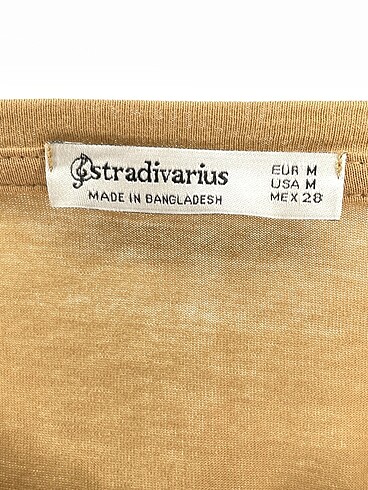 stradivarius
MADE IN BANGLADESH
EUR M
USA M
MEX 28